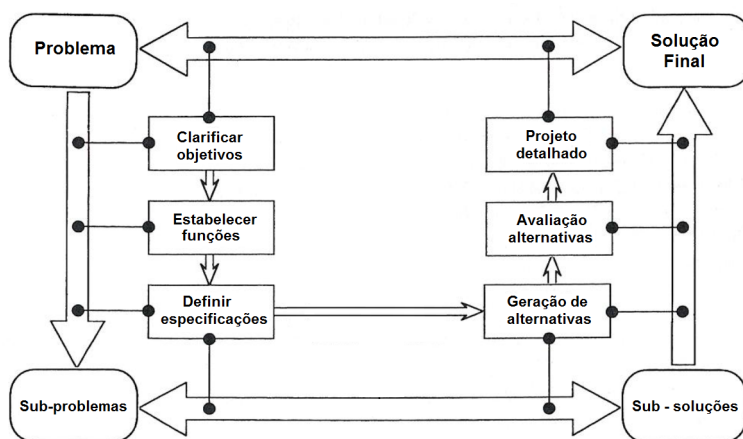 Problema
Solução
Final
Clarificar
objetivos
Projeto
detalhado
Estabelecer
funções
Avaliação
alternativas
Definir
especificações
Geração de
alternativas
Sub-problemas
Sub - soluções